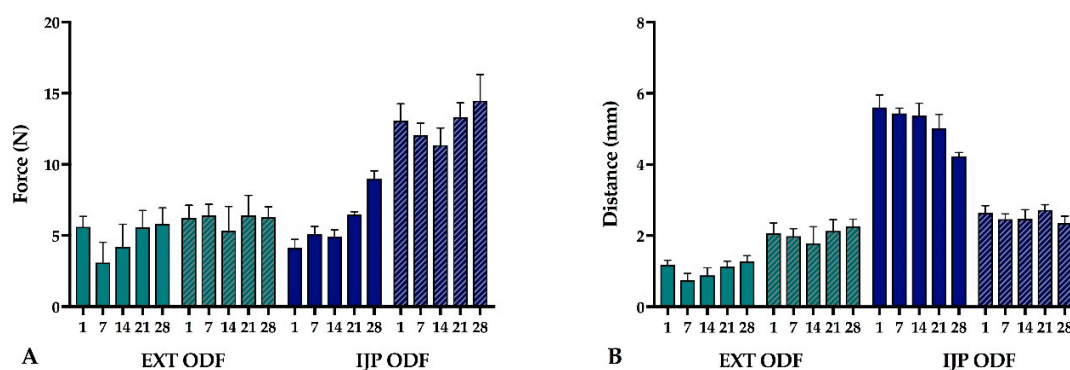 20
15
10
5
0
Force (N)
1 7 14 21 28 1 7 14 21 28 1 7 14 21 28 1 7 14 21 28
A EXT ODF IJP ODF
8
6
4
2
0
Distance (mm)
1 7 14 21 28 1 7 14 21 28 1 7 14 21 28 1 7 14 21 28
B EXT ODF IJP ODF